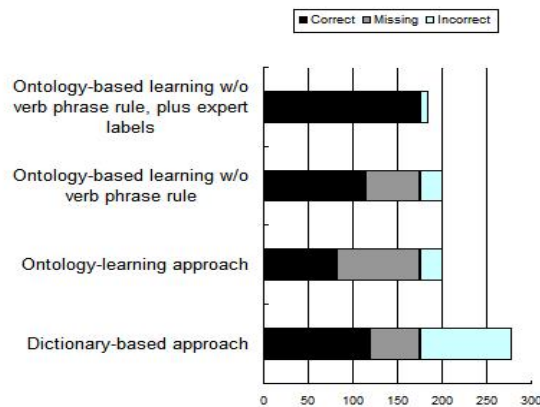 Correct Missing Incorrect
Ontology-based learning w/o
verb phrase rule, plus expert
labels
Ontology-based learning w/o
verb phrase rule
Ontology-learning approach
Dictionary-based approach
0 50 100 150 200 250 300